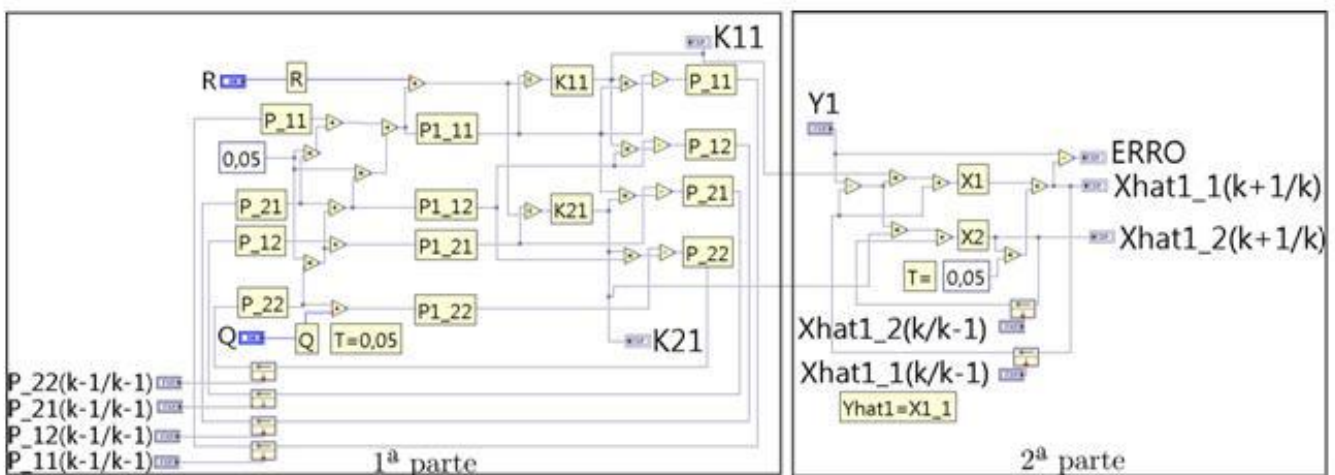 K11
R
R
K11
P_11
P_11
P1_11
0,05
P_12
P_21
P1_12
K21
P_21
P_12
P1_21
P_22
P_22
P1_22
Q
Q
T=0,05
K21
P_22(k-1/k-1)
P_21(k-1/k-1)
P_12(k-1/k-1)
P_11(k-1/k-1)
1ª parte
Y1
ERRO
X1
Xhat1_1(k+1/k)
X2
Xhat1_2(k+1/k)
T=
0,05
Xhat1_2(k/k-1)
Xhat1_1(k/k-1)
Yhat1=X1_1
2ª parte